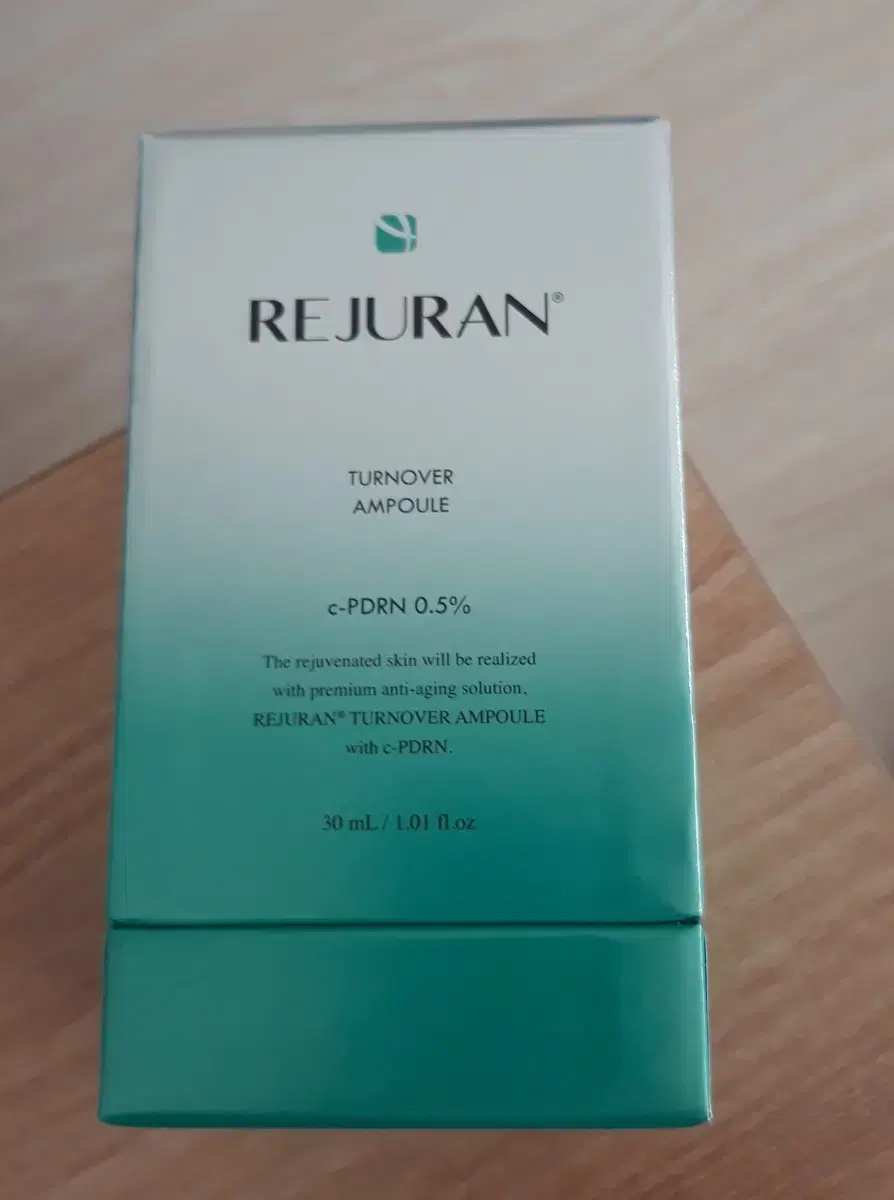 REJURAN®
TURNOVER
AMPOULE
c-PDRN 0.5%
The rejuvenated skin will be realized
with premium anti-aging solution,
REJURAN® TURNOVER AMPOULE
with c-PDRN.
30 mL / 1.01 fl.oz